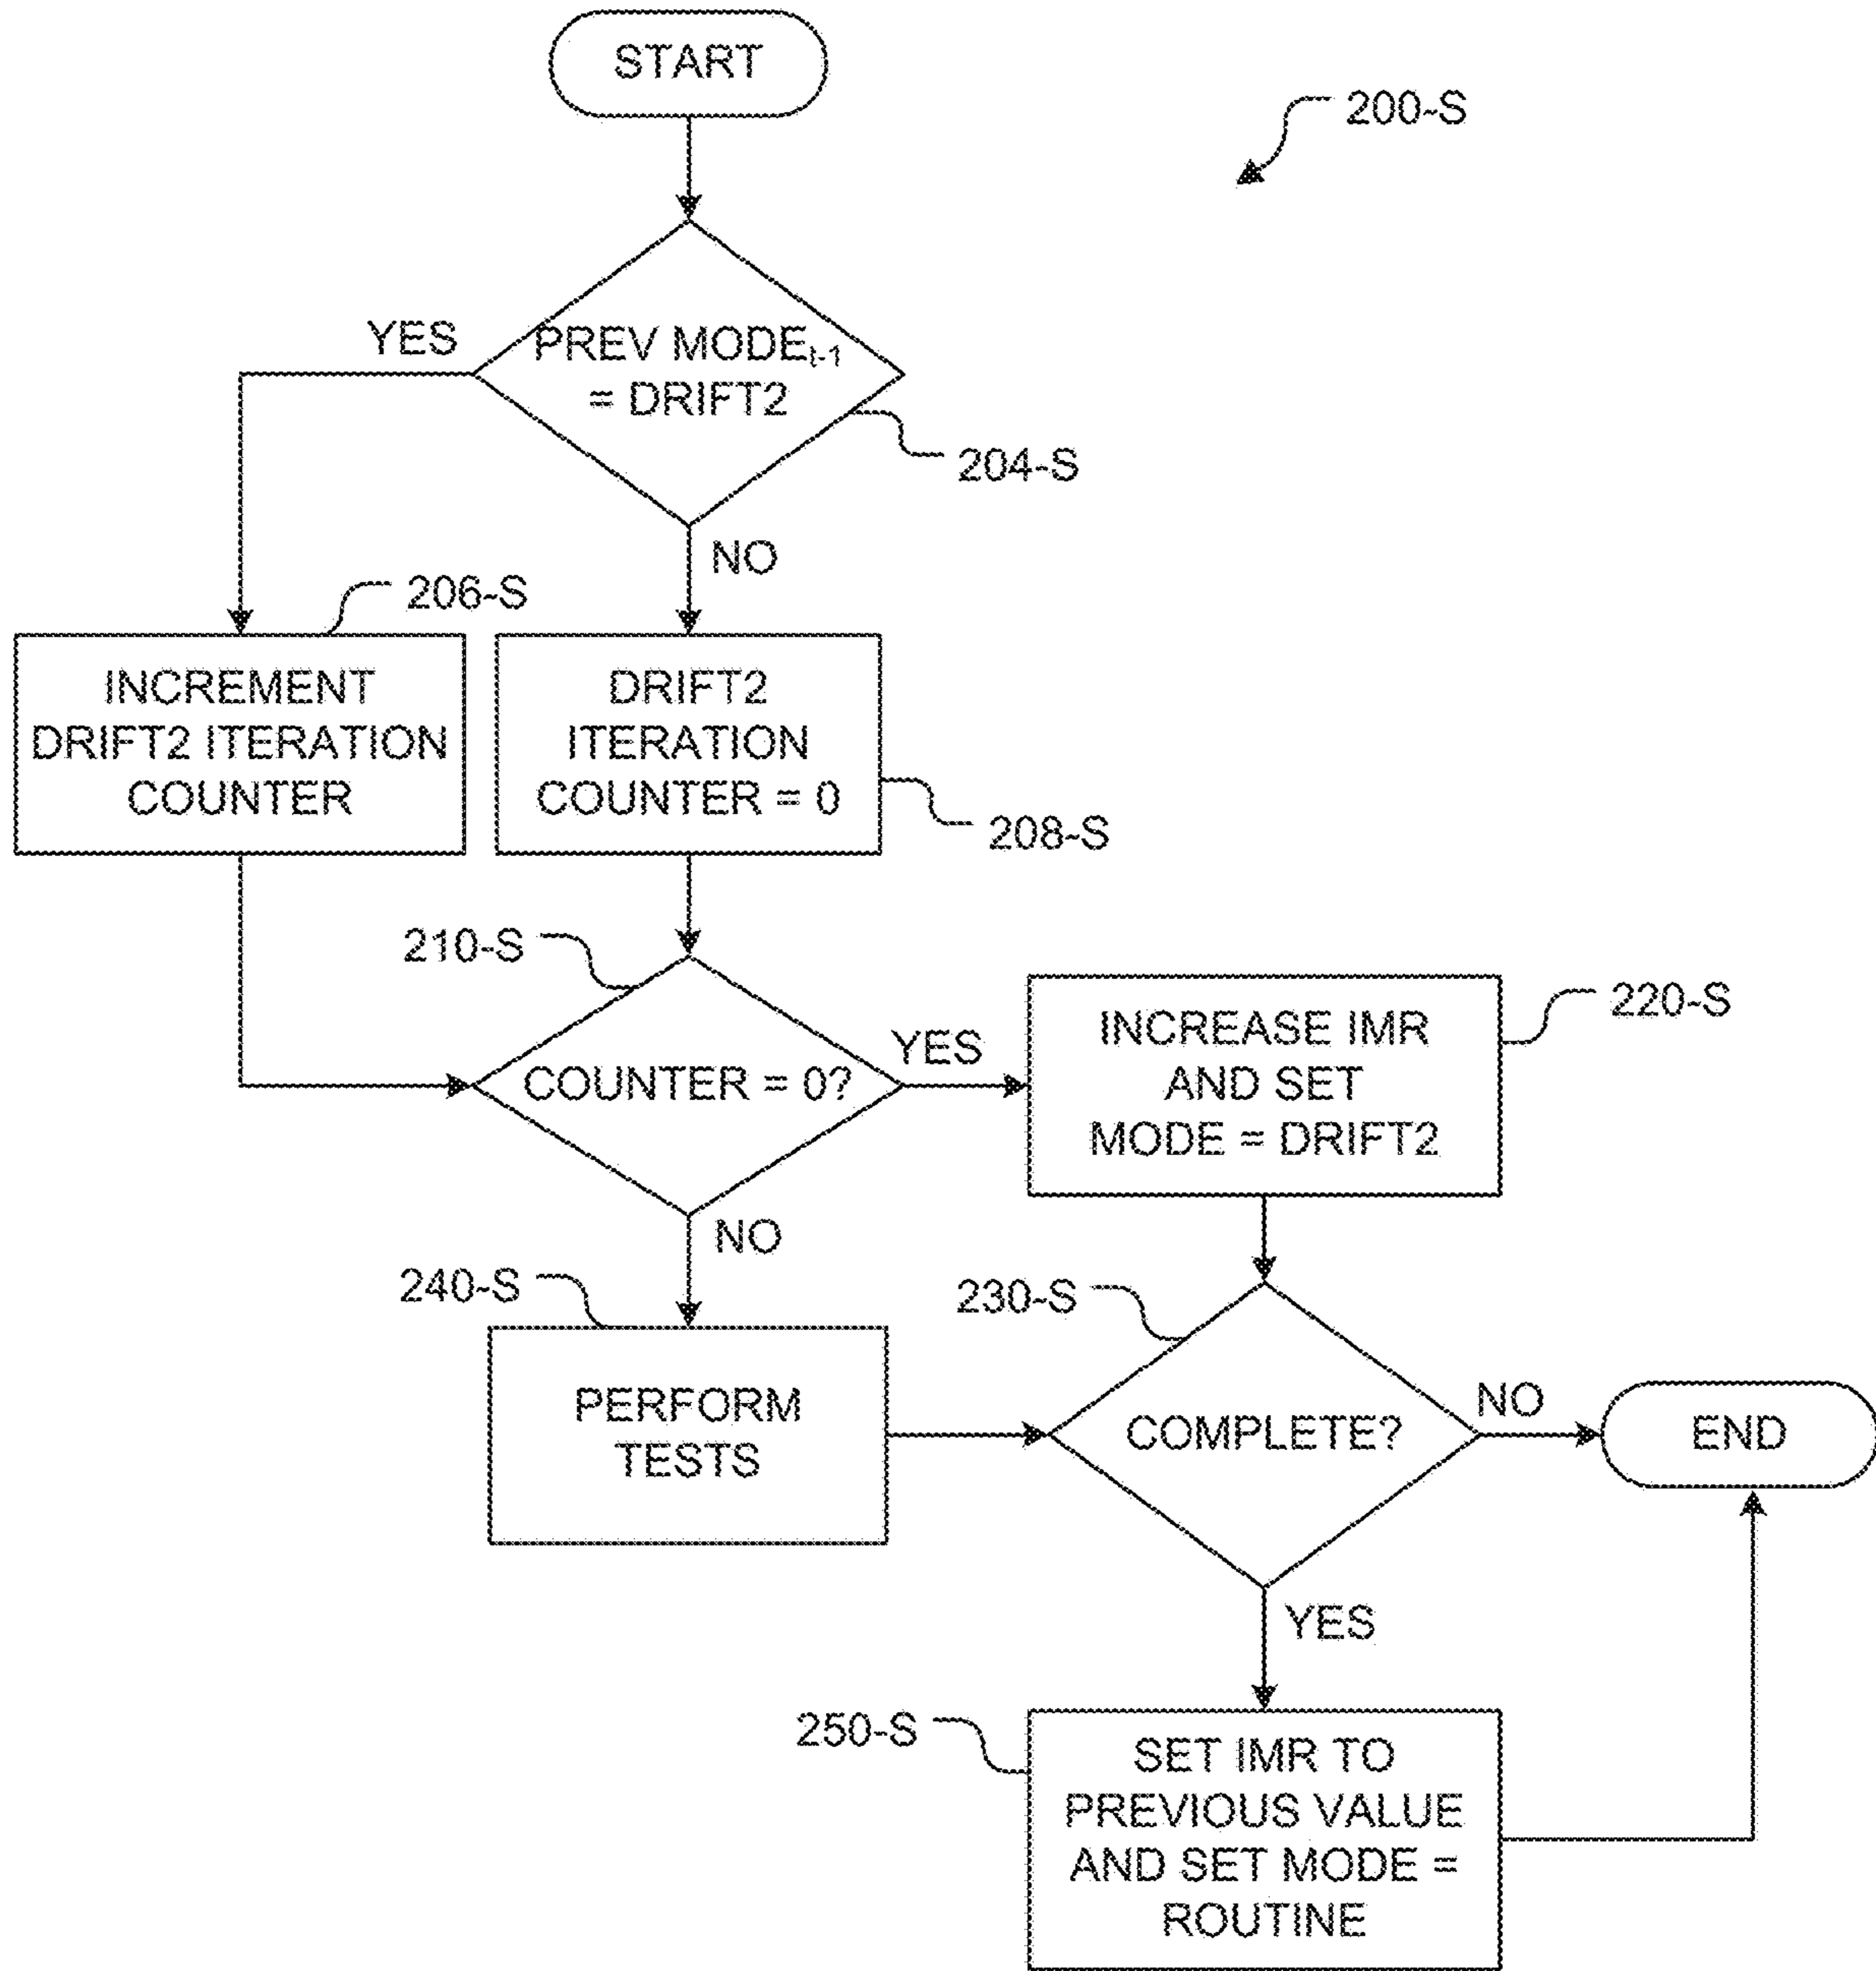 START
200-S
YES
PREV MODEt-1
= DRIFT2
204-S
NO
206-S
INCREMENT
DRIFT2 ITERATION
COUNTER
DRIFT2
ITERATION
COUNTER = 0
208-S
210-S
COUNTER = 0?
YES
INCREASE IMR
AND SET
MODE = DRIFT2
220-S
NO
240-S
PERFORM
TESTS
230-S
COMPLETE?
NO
END
YES
250-S
SET IMR TO
PREVIOUS VALUE
AND SET MODE =
ROUTINE